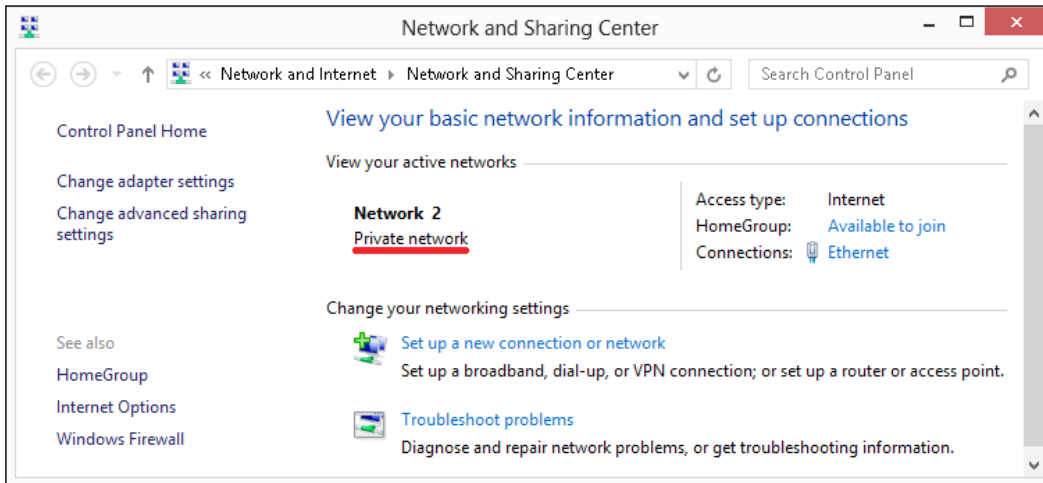 Network and Sharing Center
« Network and Internet ▸ Network and Sharing Center
Search Control Panel
Control Panel Home
Change adapter settings
Change advanced sharing
settings
See also
HomeGroup
Internet Options
Windows Firewall
View your basic network information and set up connections
View your active networks
Network 2
Private network
Access type: Internet
HomeGroup: Available to join
Connections: Ethernet
Change your networking settings
Set up a new connection or network
Set up a broadband, dial-up, or VPN connection; or set up a router or access point.
Troubleshoot problems
Diagnose and repair network problems, or get troubleshooting information.